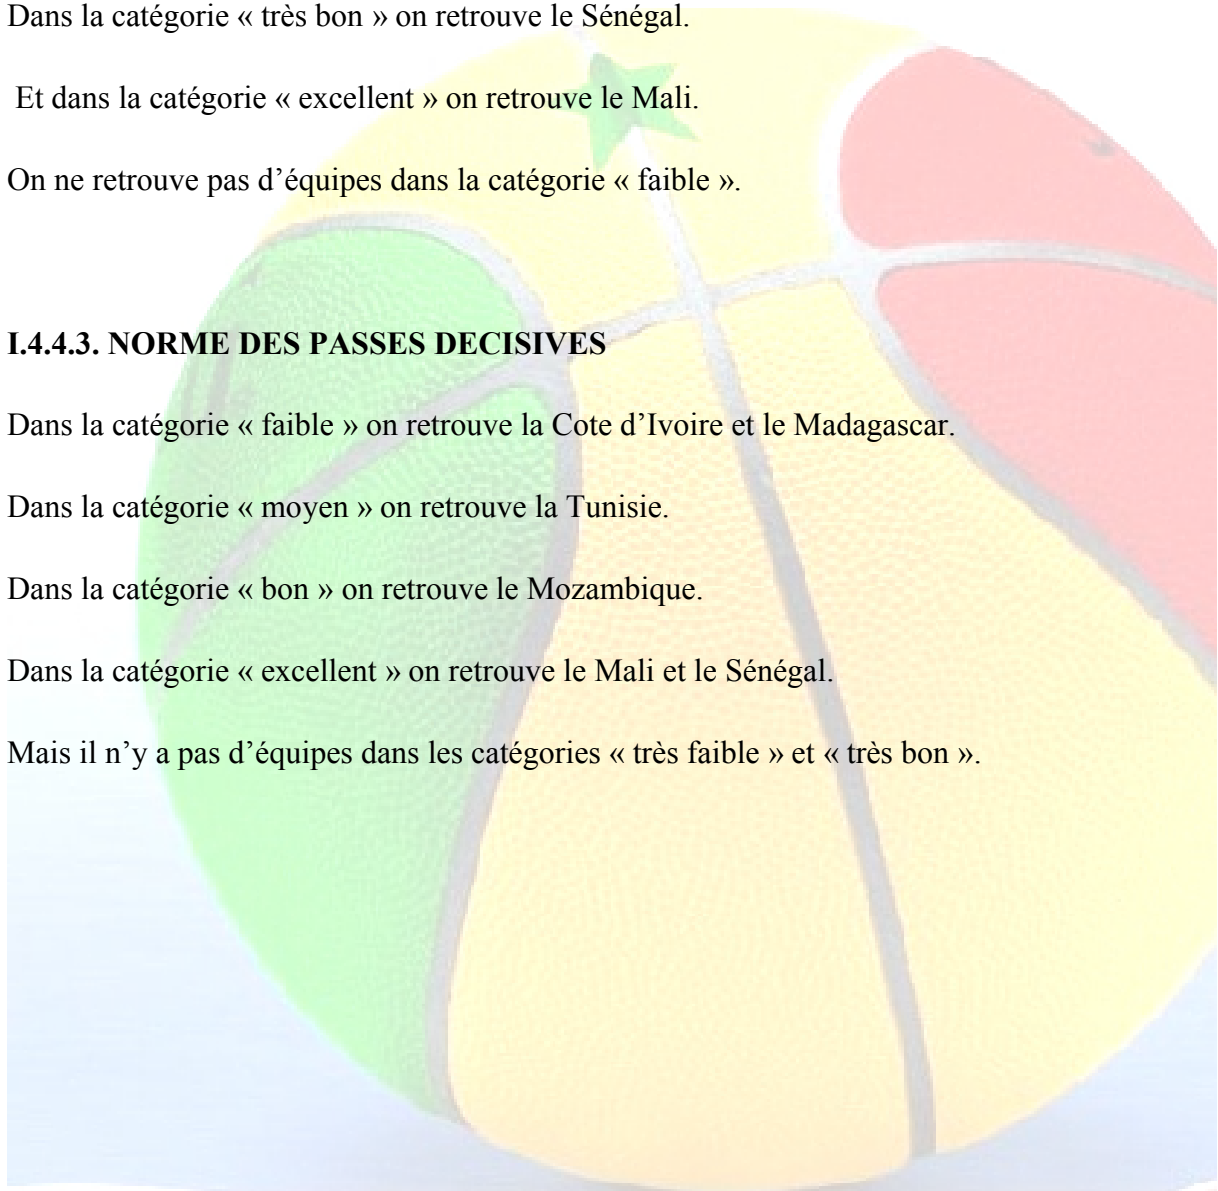 Dans la catégorie « très bon » on retrouve le Sénégal.
Et dans la catégorie « excellent » on retrouve le Mali.
On ne retrouve pas d’équipes dans la catégorie « faible ».
I.4.4.3. NORME DES PASSES DECISIVES
Dans la catégorie « faible » on retrouve la Cote d’Ivoire et le Madagascar.
Dans la catégorie « moyen » on retrouve la Tunisie.
Dans la catégorie « bon » on retrouve le Mozambique.
Dans la catégorie « excellent » on retrouve le Mali et le Sénégal.
Mais il n’y a pas d’équipes dans les catégories « très faible » et « très bon ».